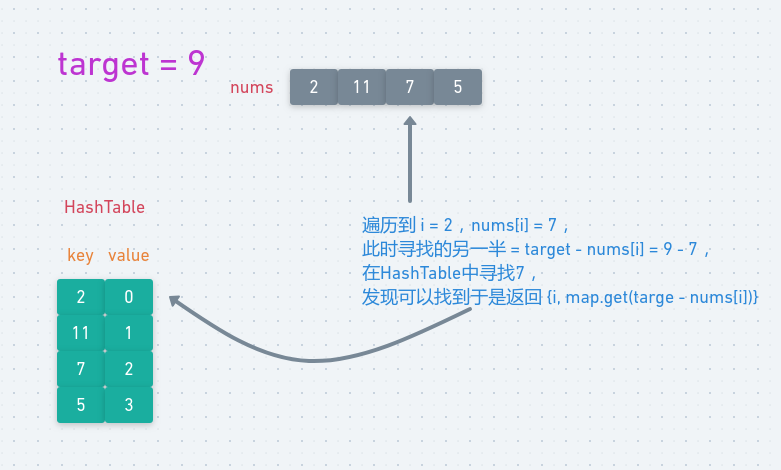 target = 9
nums 2 11 7 5
HashTable
key value
2 0
11 1
7 2
5 3
遍历到 i = 2，nums[i] = 7；
此时寻找的另一半 = target - nums[i] = 9 - 7，
在HashTable中寻找7，
发现可以找到于是返回 {i, map.get(targe - nums[i])}